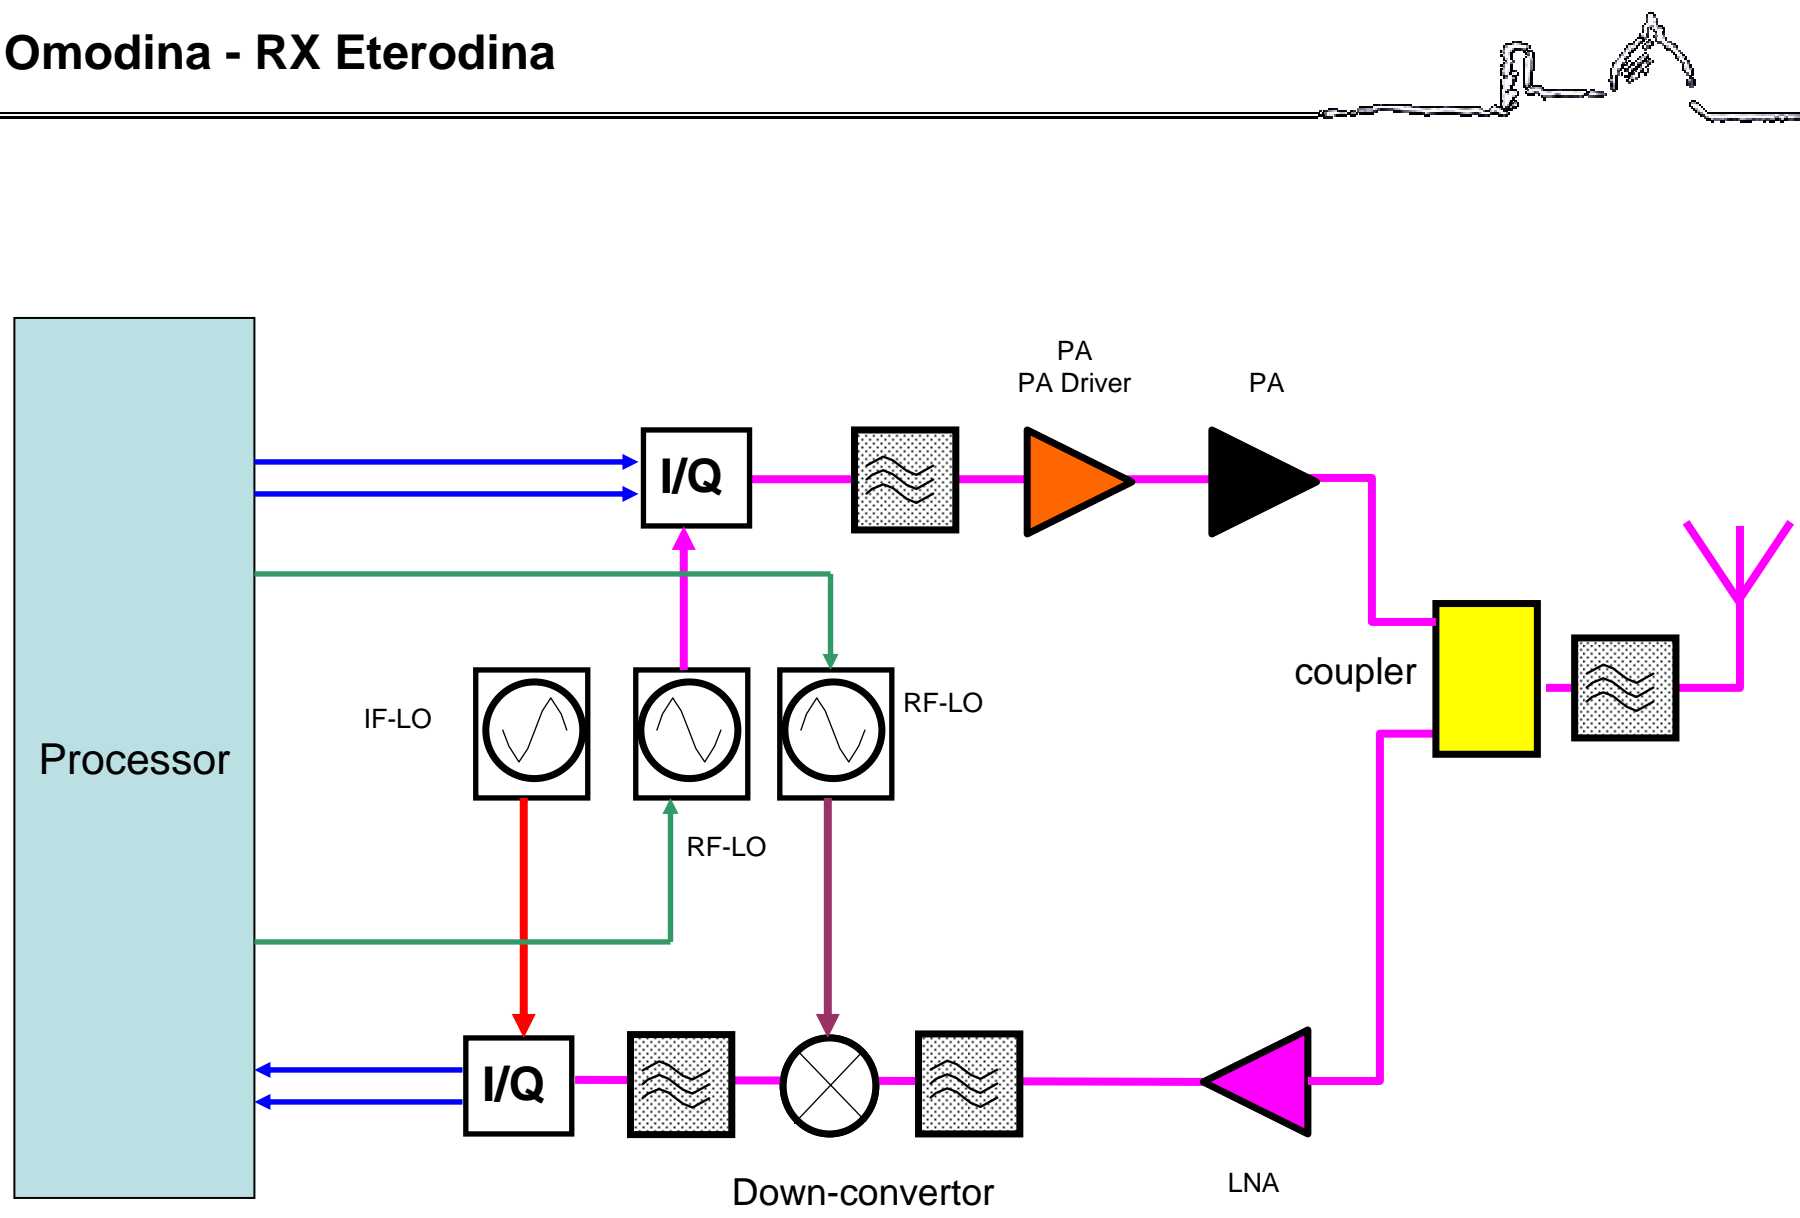 Omodina - RX Eterodina
PA
PA Driver
PA
I/Q
coupler
RF-LO
IF-LO
Processor
RF-LO
I/Q
Down-convertor
LNA